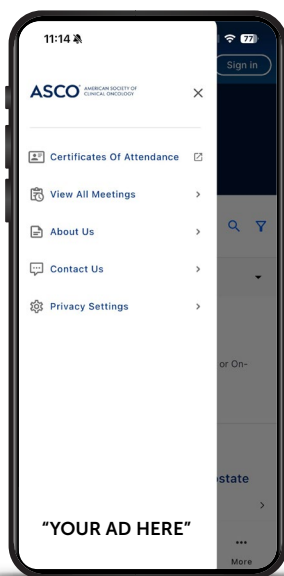 11:14
77
Sign in
ASCO AMERICAN SOCIETY OF
CLINICAL ONCOLOGY
Certificates Of Attendance
View All Meetings
About Us
Contact Us
Privacy Settings
or On-
state
"YOUR AD HERE"
More